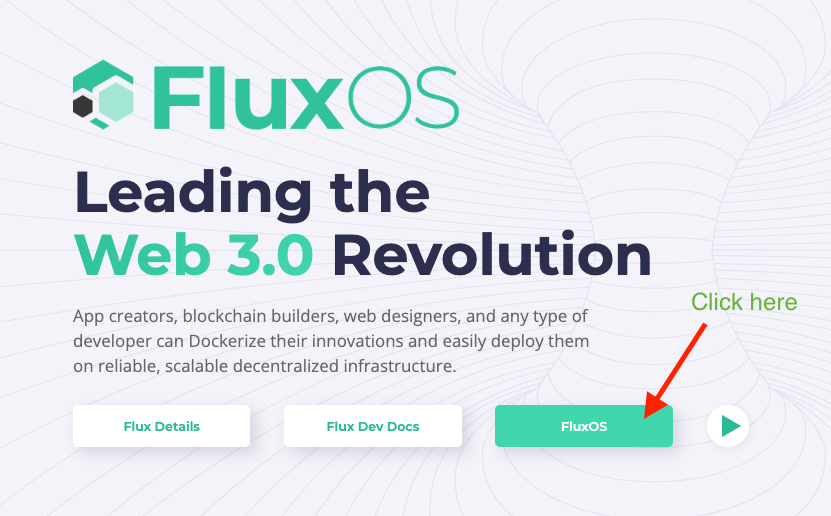 FluxOS
Leading the
Web 3.0 Revolution
Click here
App creators, blockchain builders, web designers, and any type of
developer can Dockerize their innovations and easily deploy them
on reliable, scalable decentralized infrastructure.
Flux Details
Flux Dev Docs
FluxOS